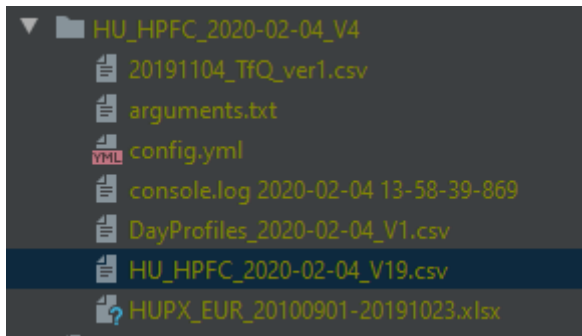 HU_HPFC_2020-02-04_V4
20191104_TfQ_ver1.csv
arguments.txt
YML config.yml
console.log 2020-02-04 13-58-39-869
DayProfiles_2020-02-04_V1.csv
HU_HPFC_2020-02-04_V19.csv
HUPX_EUR_20100901-20191023.xlsx